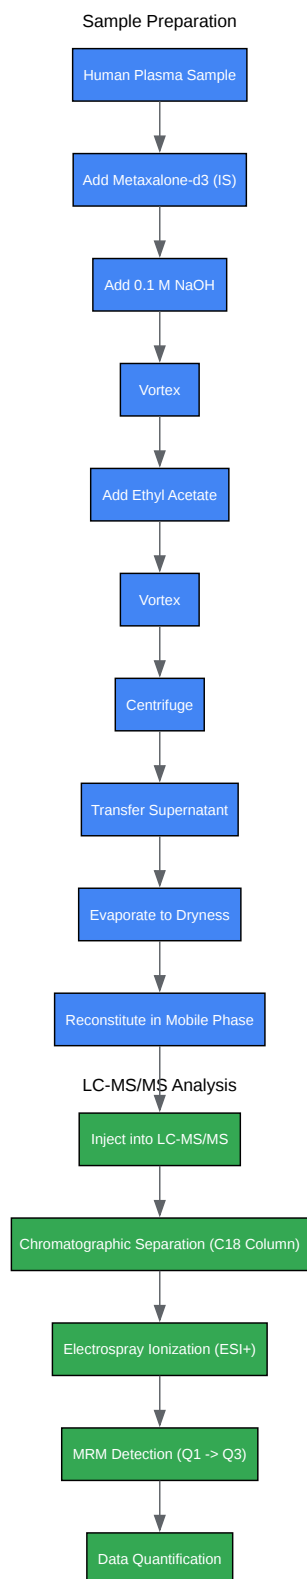 Sample Preparation
Human Plasma Sample
Add Metaxalone-d3 (IS)
Add 0.1 M NaOH
Vortex
Add Ethyl Acetate
Vortex
Centrifuge
Transfer Supernatant
Evaporate to Dryness
Reconstitute in Mobile Phase
LC-MS/MS Analysis
Inject into LC-MS/MS
Chromatographic Separation (C18 Column)
Electrospray Ionization (ESI+)
MRM Detection (Q1 -> Q3)
Data Quantification